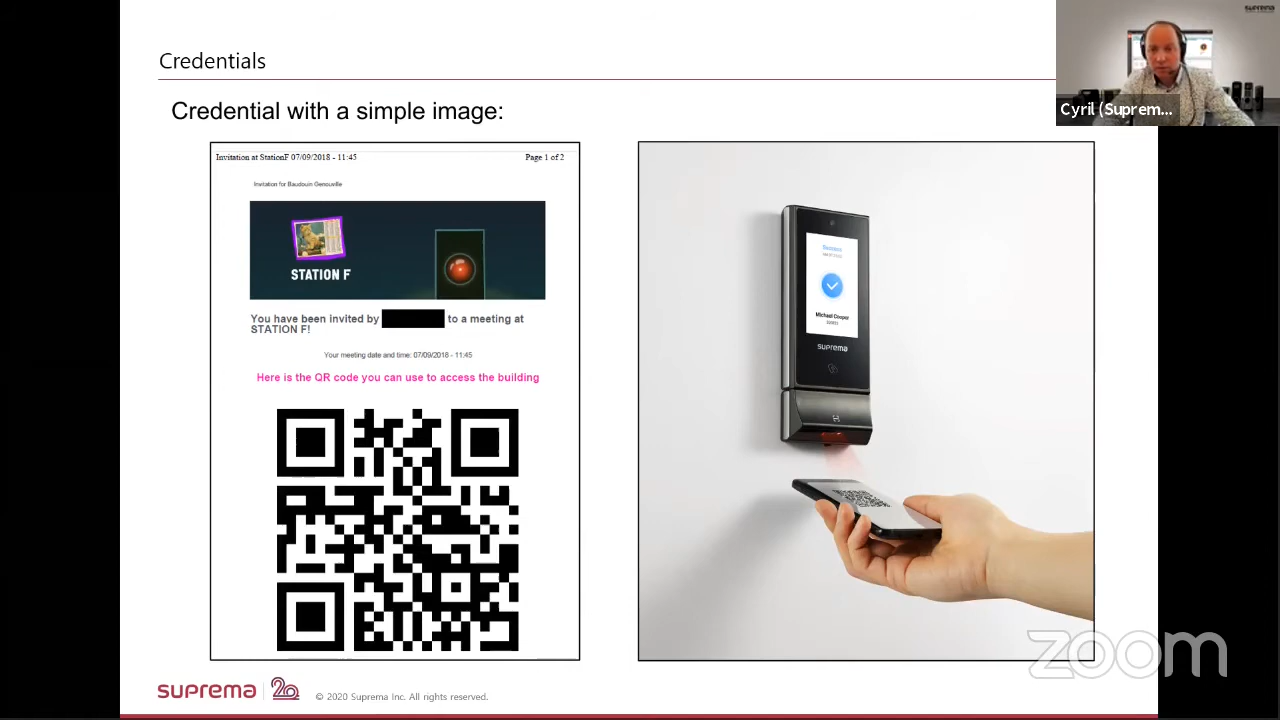 Credentials
Credential with a simple image:
suprema
Cyril (Suprem...
Invitation at StationF 07/09/2018 - 11:45
Page 1 of 2
Invitation for Baudouin Genouville
STATION F
You have been invited by to a meeting at
STATION F!
Your meeting date and time: 07/09/2018 - 11:45
Here is the QR code you can use to access the building
Success
Michael Cooper
suprema
zoom
suprema 20
© 2020 Suprema Inc. All rights reserved.